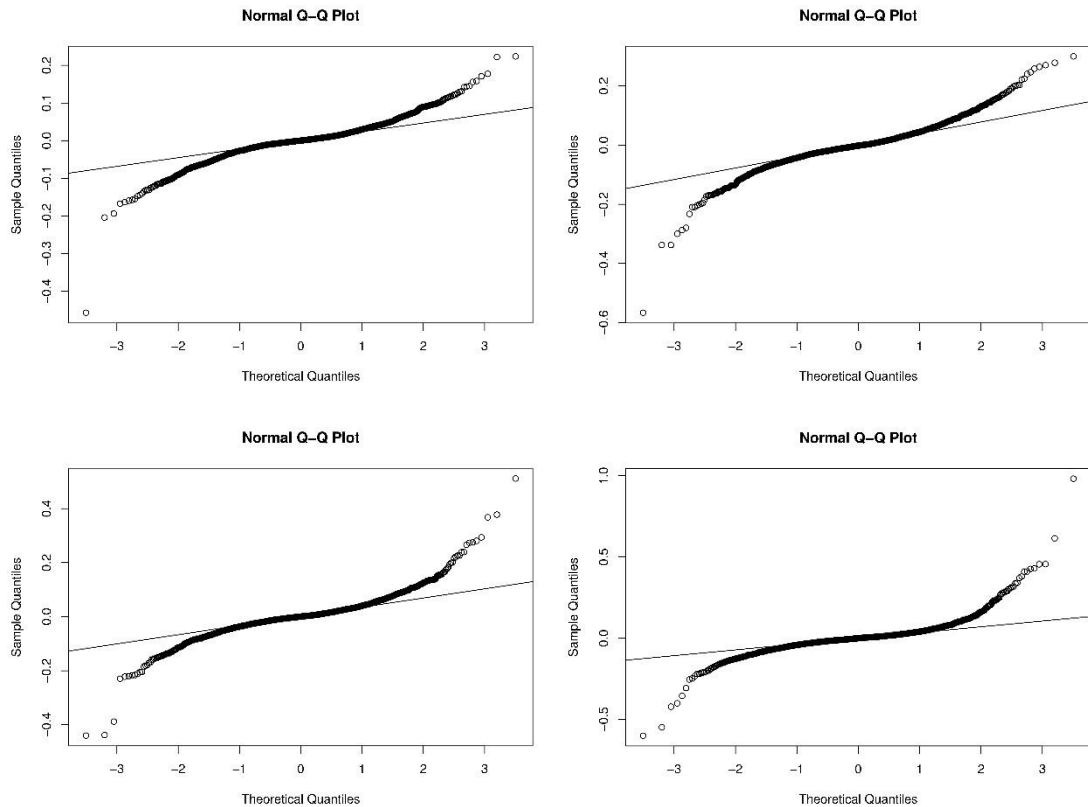 Normal Q-Q Plot
Sample Quantiles
0.2
0.1
0.0
−0.1
−0.2
−0.4
−3 −2 −1 0 1 2 3
Theoretical Quantiles
Normal Q-Q Plot
Sample Quantiles
0.2
0.0
−0.2
−0.4
−0.6
−3 −2 −1 0 1 2 3
Theoretical Quantiles
Normal Q-Q Plot
Sample Quantiles
0.4
0.2
0.0
−0.2
−0.4
−3 −2 −1 0 1 2 3
Theoretical Quantiles
Normal Q-Q Plot
Sample Quantiles
1.0
0.5
0.0
−0.5
−3 −2 −1 0 1 2 3
Theoretical Quantiles